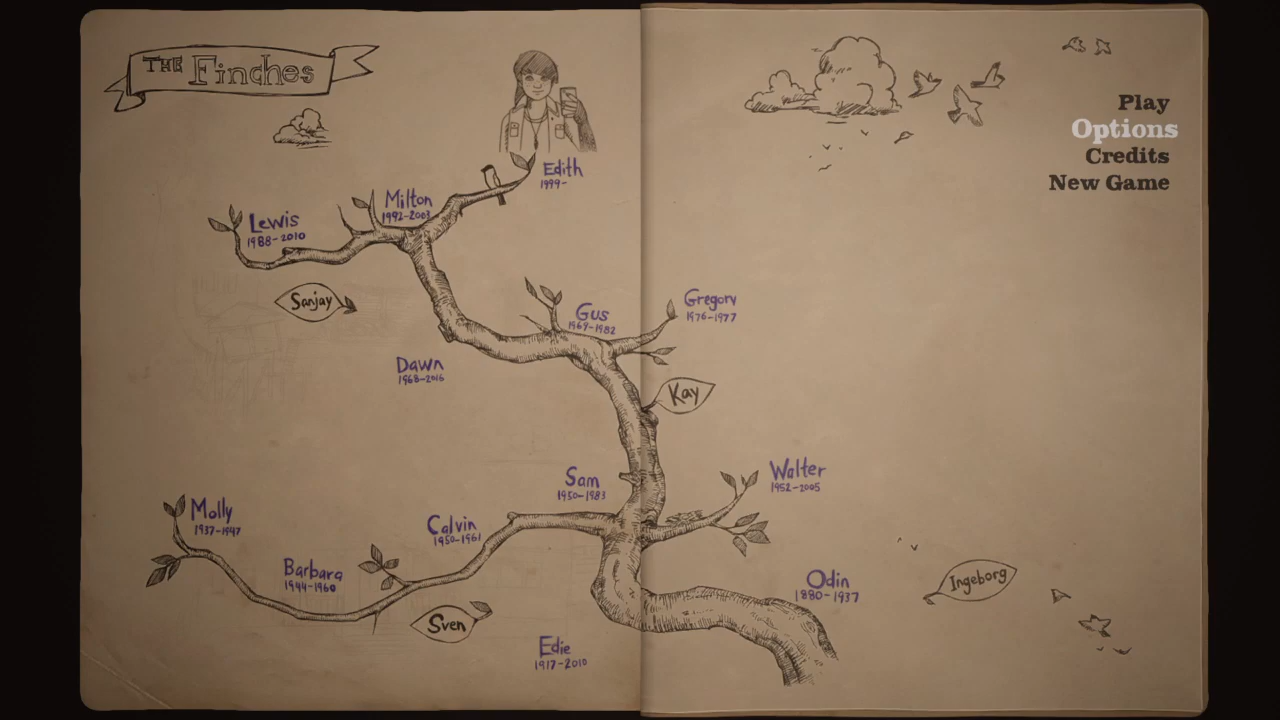 THE Finches
Play
Options
Credits
New Game
Edith
1999-
Milton
1992-2003
Lewis
1988-2010
Sanjay
Gus
1969-1982
Gregory
1976-1977
Dawn
1968-2016
Kay
Sam
1950-1983
Walter
1952-2005
Molly
1937-1947
Calvin
1950-1961
Barbara
1944-1960
Sven
Odin
1880-1937
Ingeborg
Edie
1917-2010